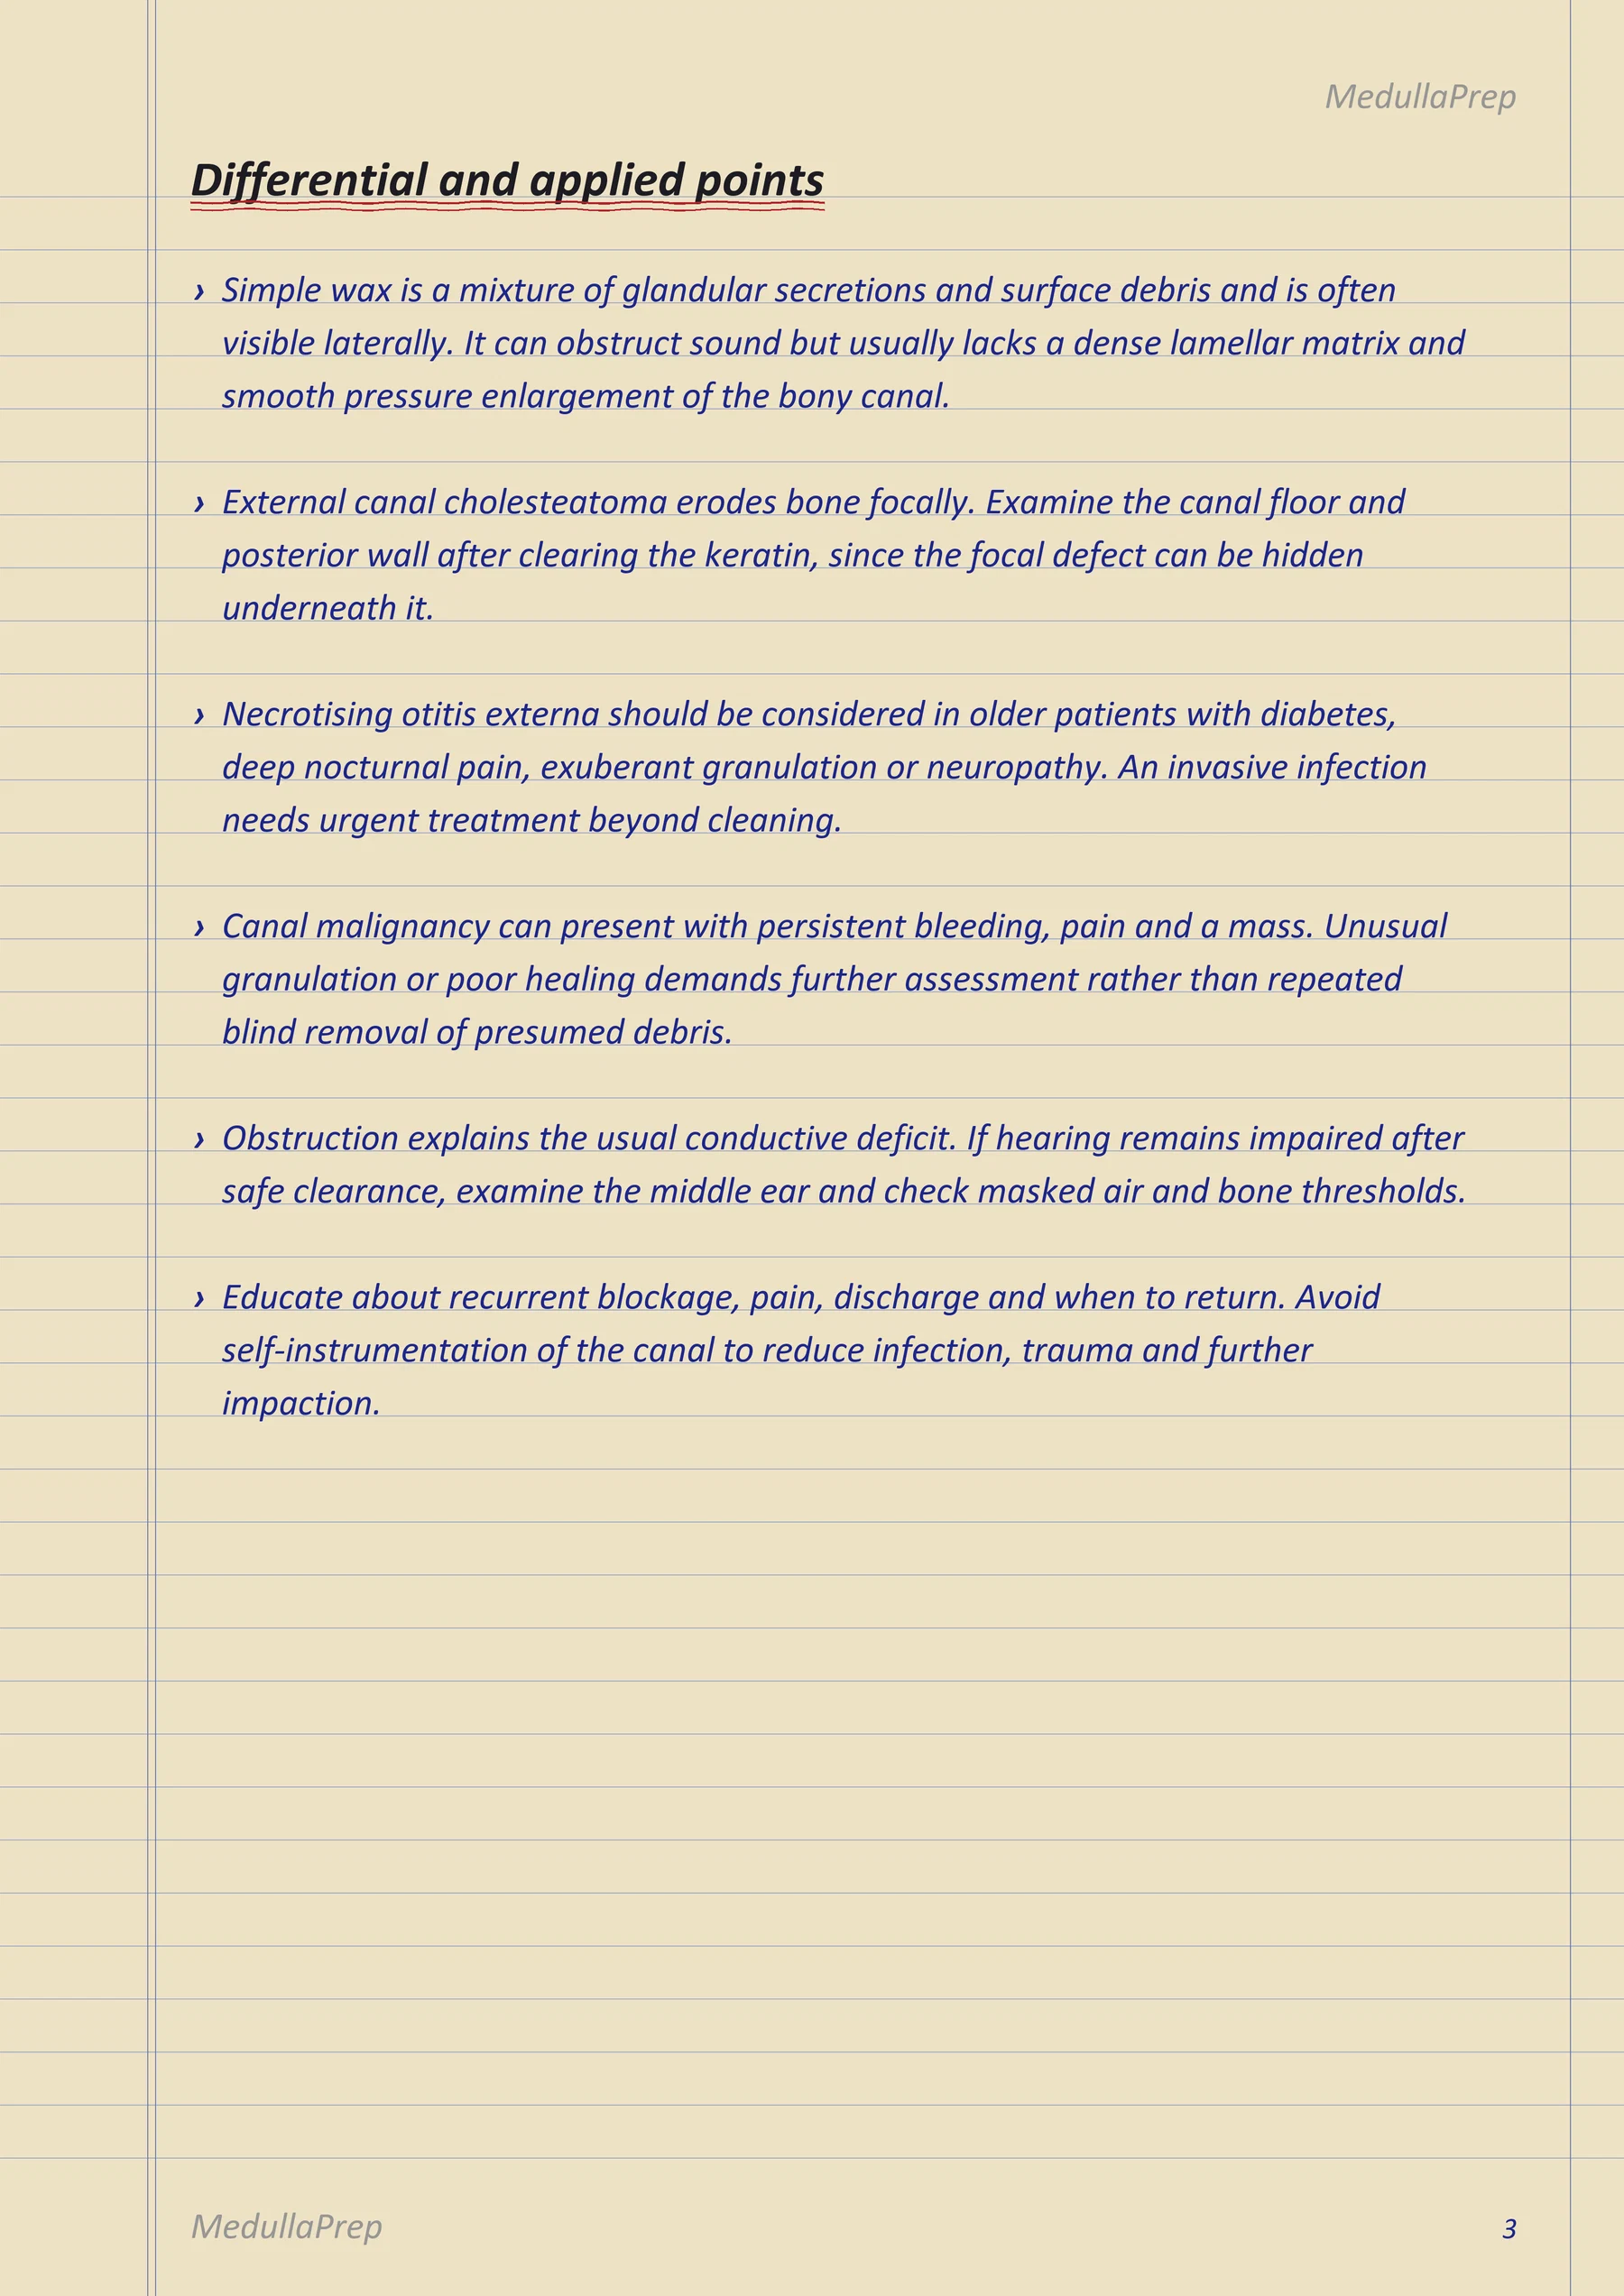 MedullaPrep
Differential and applied points
› Simple wax is a mixture of glandular secretions and surface debris and is often
visible laterally. It can obstruct sound but usually lacks a dense lamellar matrix and
smooth pressure enlargement of the bony canal.
› External canal cholesteatoma erodes bone focally. Examine the canal floor and
posterior wall after clearing the keratin, since the focal defect can be hidden
underneath it.
› Necrotising otitis externa should be considered in older patients with diabetes,
deep nocturnal pain, exuberant granulation or neuropathy. An invasive infection
needs urgent treatment beyond cleaning.
› Canal malignancy can present with persistent bleeding, pain and a mass. Unusual
granulation or poor healing demands further assessment rather than repeated
blind removal of presumed debris.
› Obstruction explains the usual conductive deficit. If hearing remains impaired after
safe clearance, examine the middle ear and check masked air and bone thresholds.
› Educate about recurrent blockage, pain, discharge and when to return. Avoid
self-instrumentation of the canal to reduce infection, trauma and further
impaction.
MedullaPrep
3